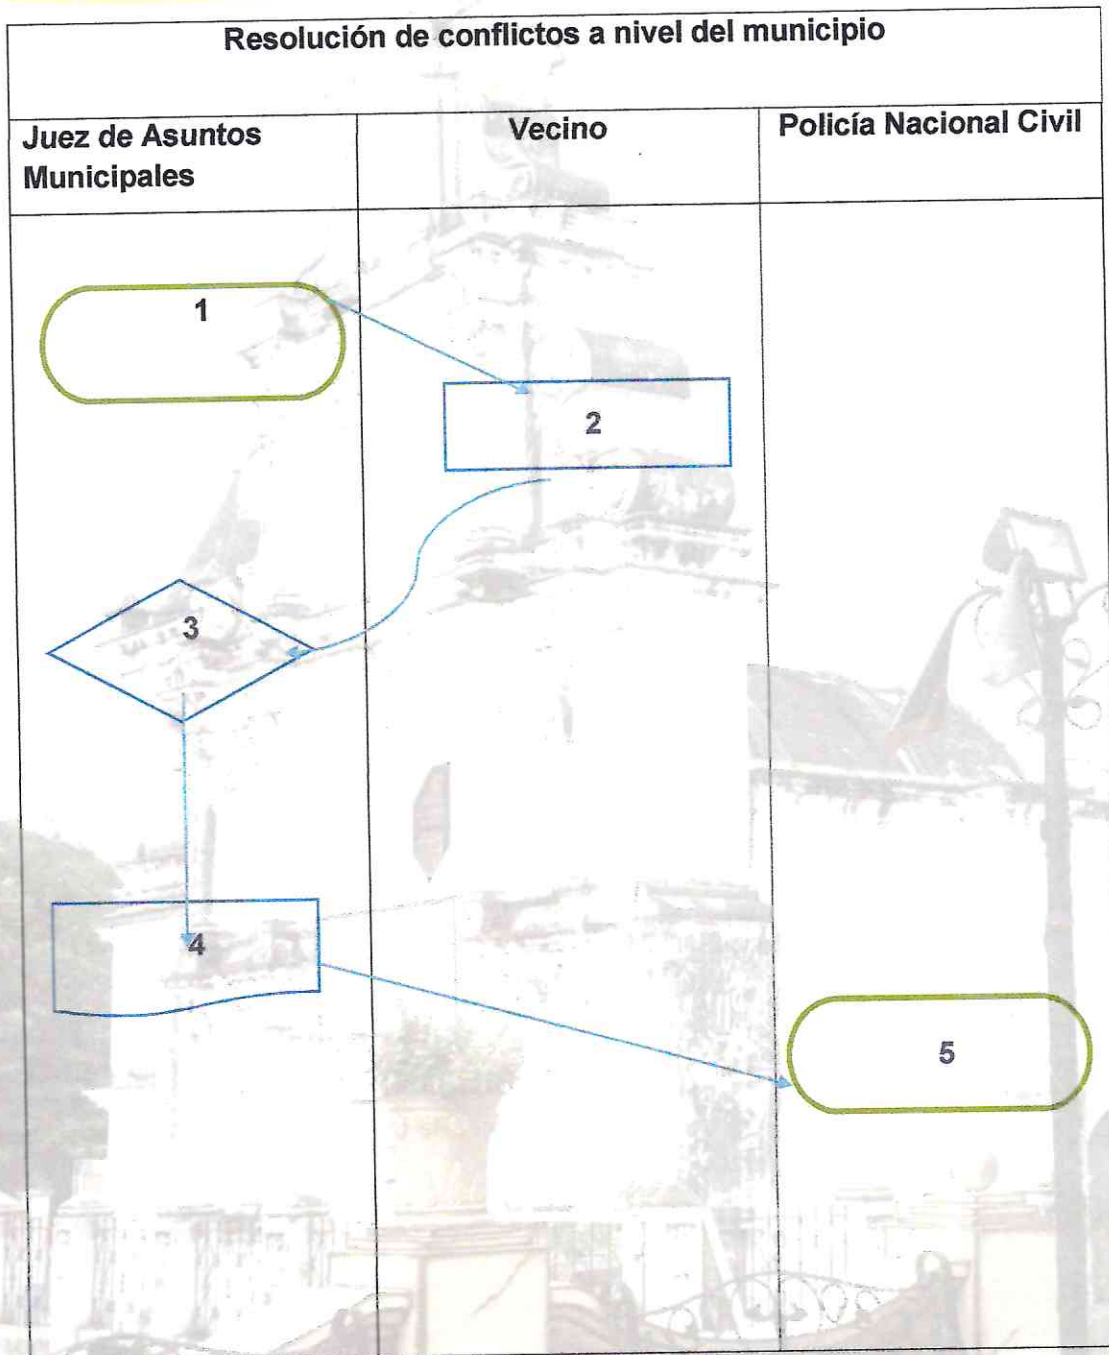 Resolución de conflictos a nivel del municipio
Juez de Asuntos
Municipales
Vecino
Policía Nacional Civil
1
2
3
4
5